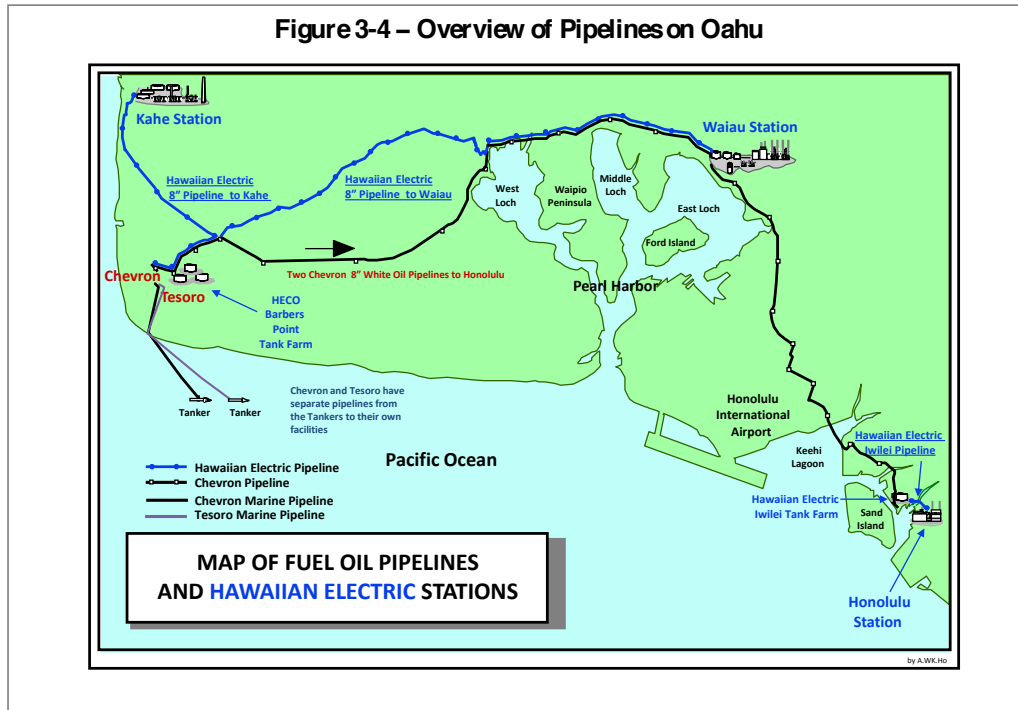 Figure 3-4 – Overview of Pipelines on Oahu
Kahe Station
Waiau Station
Hawaiian Electric
8” Pipeline to Kahe
Hawaiian Electric
8” Pipeline to Waiau
West
Loch
Waipio
Peninsula
Middle
Loch
East Loch
Ford Island
Chevron
Tesoro
Two Chevron 8” White Oil Pipelines to Honolulu
Pearl Harbor
HECO
Barbers
Point
Tank Farm
Tanker
Tanker
Chevron and Tesoro have
separate pipelines from
the Tankers to their own
facilities
Honolulu
International
Airport
Keehi
Lagoon
Hawaiian Electric
Iwilei Pipeline
Pacific Ocean
Hawaiian Electric Pipeline
Chevron Pipeline
Chevron Marine Pipeline
Tesoro Marine Pipeline
Hawaiian Electric
Iwilei Tank Farm
Sand
Island
MAP OF FUEL OIL PIPELINES
AND HAWAIIAN ELECTRIC STATIONS
Honolulu
Station
by A.WK.Ho